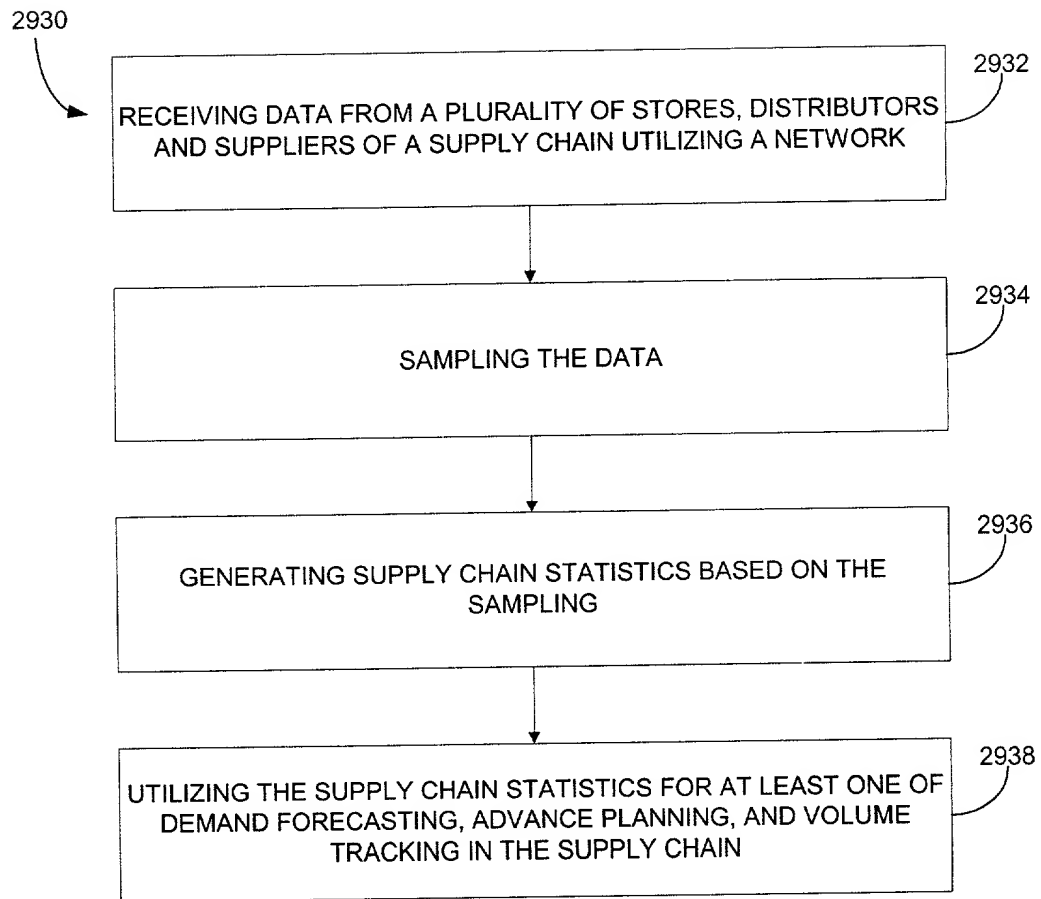 2930
2932
RECEIVING DATA FROM A PLURALITY OF STORES, DISTRIBUTORS
AND SUPPLIERS OF A SUPPLY CHAIN UTILIZING A NETWORK
2934
SAMPLING THE DATA
2936
GENERATING SUPPLY CHAIN STATISTICS BASED ON THE
SAMPLING
2938
UTILIZING THE SUPPLY CHAIN STATISTICS FOR AT LEAST ONE OF
DEMAND FORECASTING, ADVANCE PLANNING, AND VOLUME
TRACKING IN THE SUPPLY CHAIN